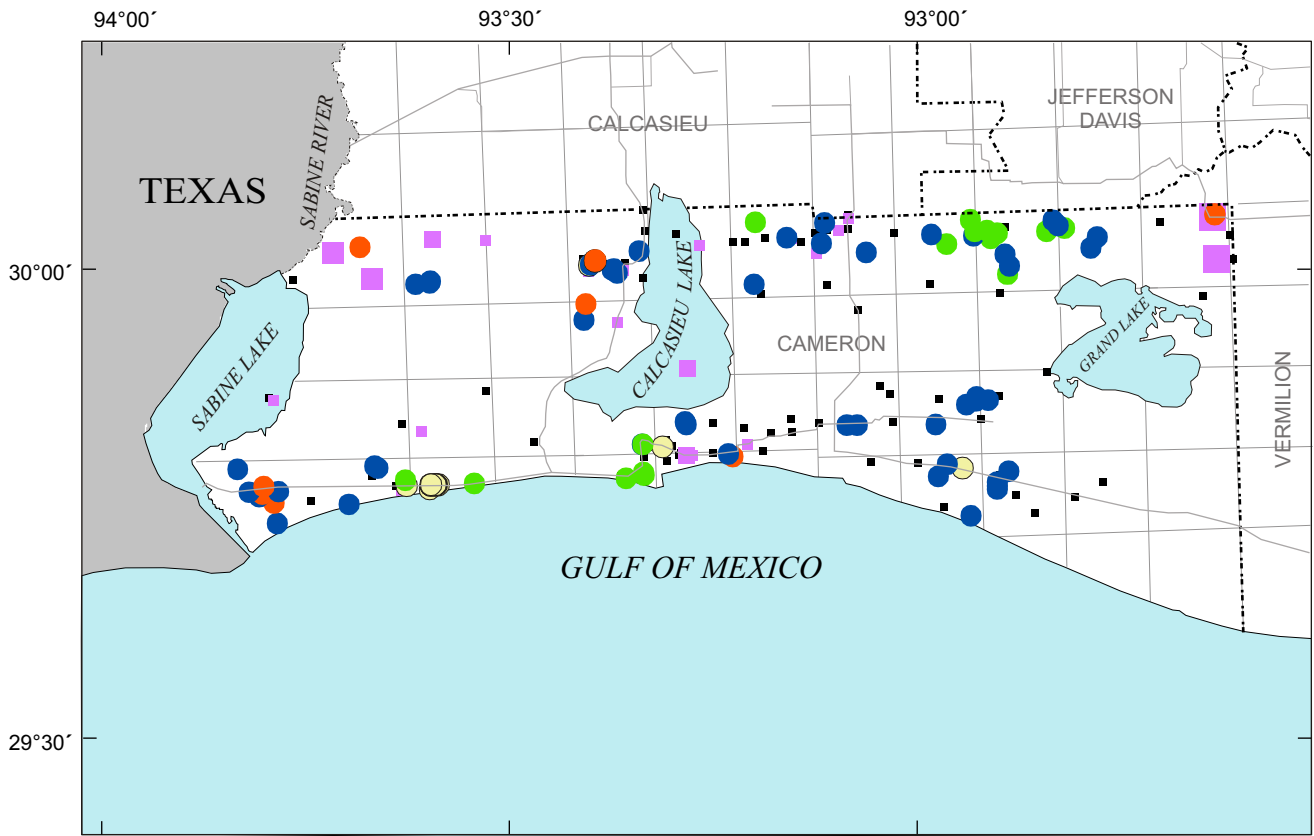 94°00´
93°30´
93°00´
JEFFERSON
DAVIS
CALCASIEU
SABINE RIVER
TEXAS
30°00´
CALCASIEU LAKE
SABINE LAKE
GRAND LAKE
CAMERON
VERMILION
GULF OF MEXICO
29°30´